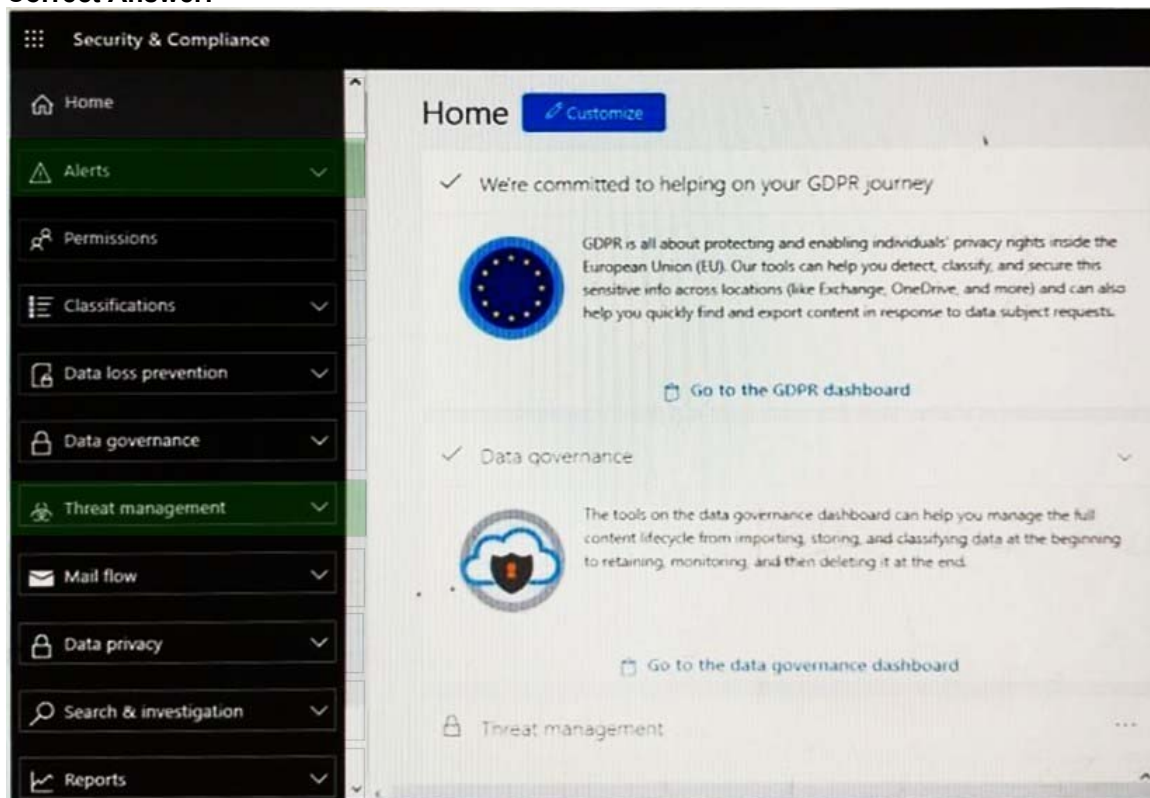 Security & Compliance
Home
Alerts
Permissions
Classifications
Data loss prevention
Data governance
Threat management
Mail flow
Data privacy
Search & investigation
Reports
Home
Customize
We're committed to helping on your GDPR journey
GDPR is all about protecting and enabling individuals' privacy rights inside the
European Union (EU). Our tools can help you detect, classify, and secure this
sensitive info across locations (like Exchange, OneDrive, and more) and can also
help you quickly find and export content in response to data subject requests.
Go to the GDPR dashboard
Data governance
The tools on the data governance dashboard can help you manage the full
content lifecycle from importing, storing, and classifying data at the beginning
to retaining, monitoring, and then deleting it at the end.
Go to the data governance dashboard
Threat management